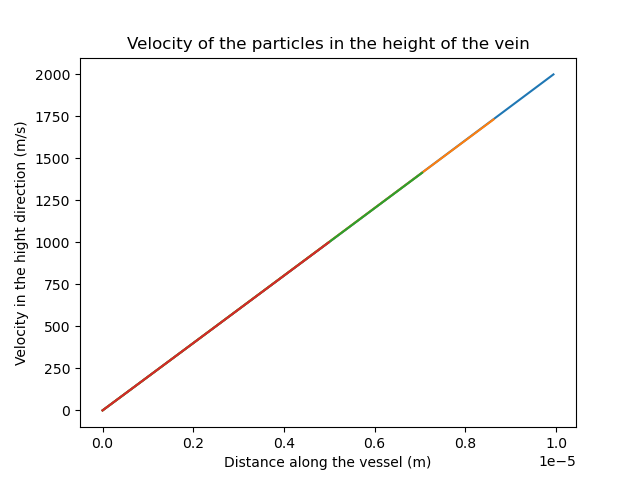 Velocity of the particles in the height of the vein
2000
1750
1500
1250
1000
750
500
250
0
Velocity in the hight direction (m/s)
0.0 0.2 0.4 0.6 0.8 1.0
1e−5
Distance along the vessel (m)